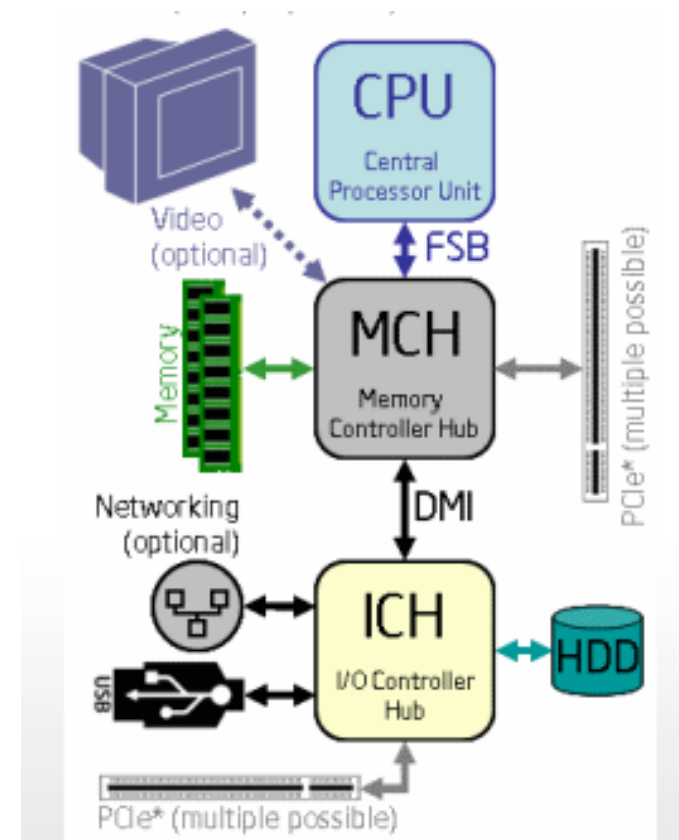 CPU
Central
Processor Unit
Video
(optional)
FSB
MCH
Memory
Controller Hub
Memory
PCIe* (multiple possible)
DMI
Networking
(optional)
ICH
I/O Controller
Hub
HDD
USB
PCIe* (multiple possible)